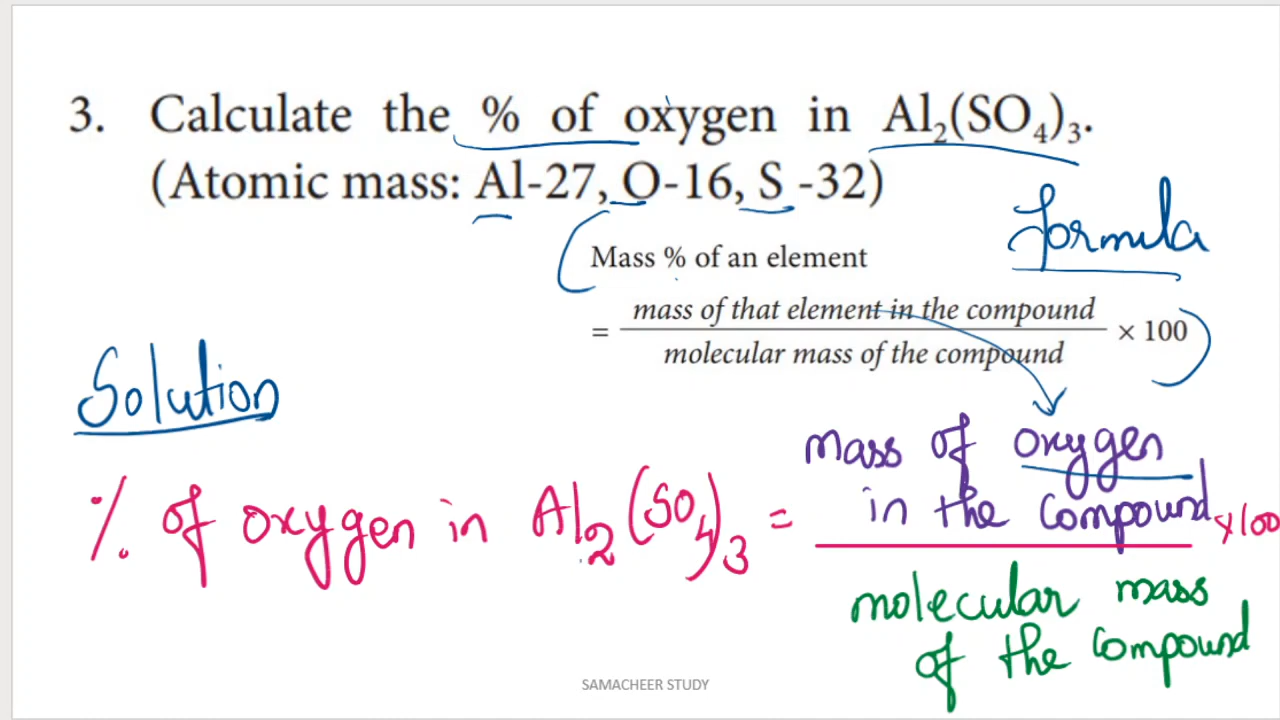 3. Calculate the % of oxygen in Al₂(SO₄)₃.
(Atomic mass: Al-27, O-16, S -32)
Formula
Mass % of an element
= mass of that element in the compound
molecular mass of the compound
× 100
Solution
% of oxygen in Al₂(SO₄)₃ =
mass of oxygen
in the compound
×100
molecular mass
of the compound
SAMACHEER STUDY